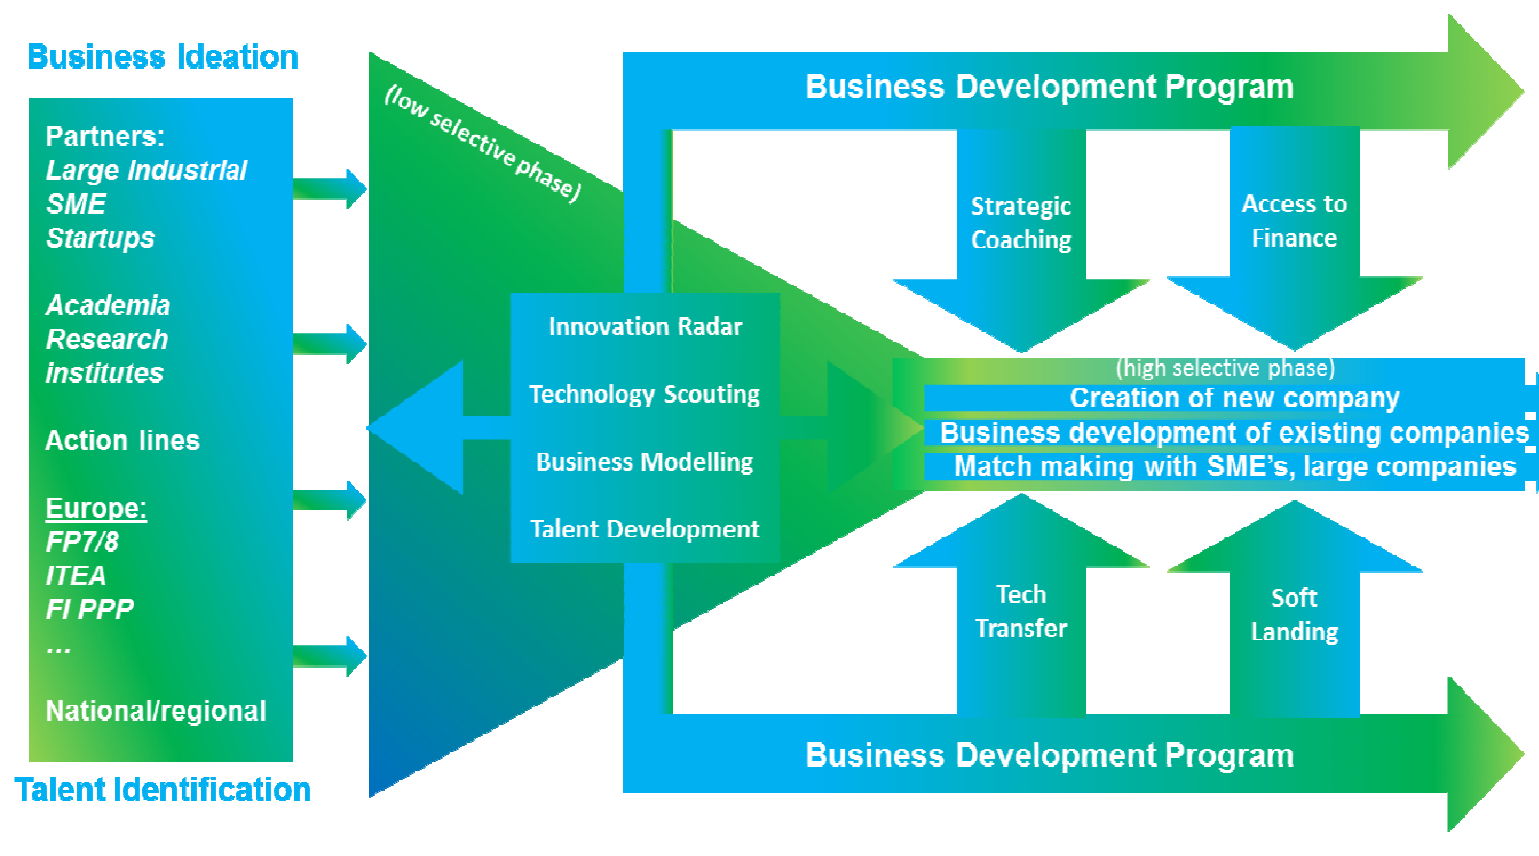 Business Ideation
Partners:
Large Industrial
SME
Startups
Academia
Research
institutes
Action lines
Europe:
FP7/8
ITEA
FI PPP
...
National/regional
Talent Identification
(low selective phase)
Innovation Radar
Technology Scouting
Business Modelling
Talent Development
Business Development Program
Strategic
Coaching
Access to
Finance
(high selective phase)
Creation of new company
Business development of existing companies
Match making with SME's, large companies
Tech
Transfer
Soft
Landing
Business Development Program